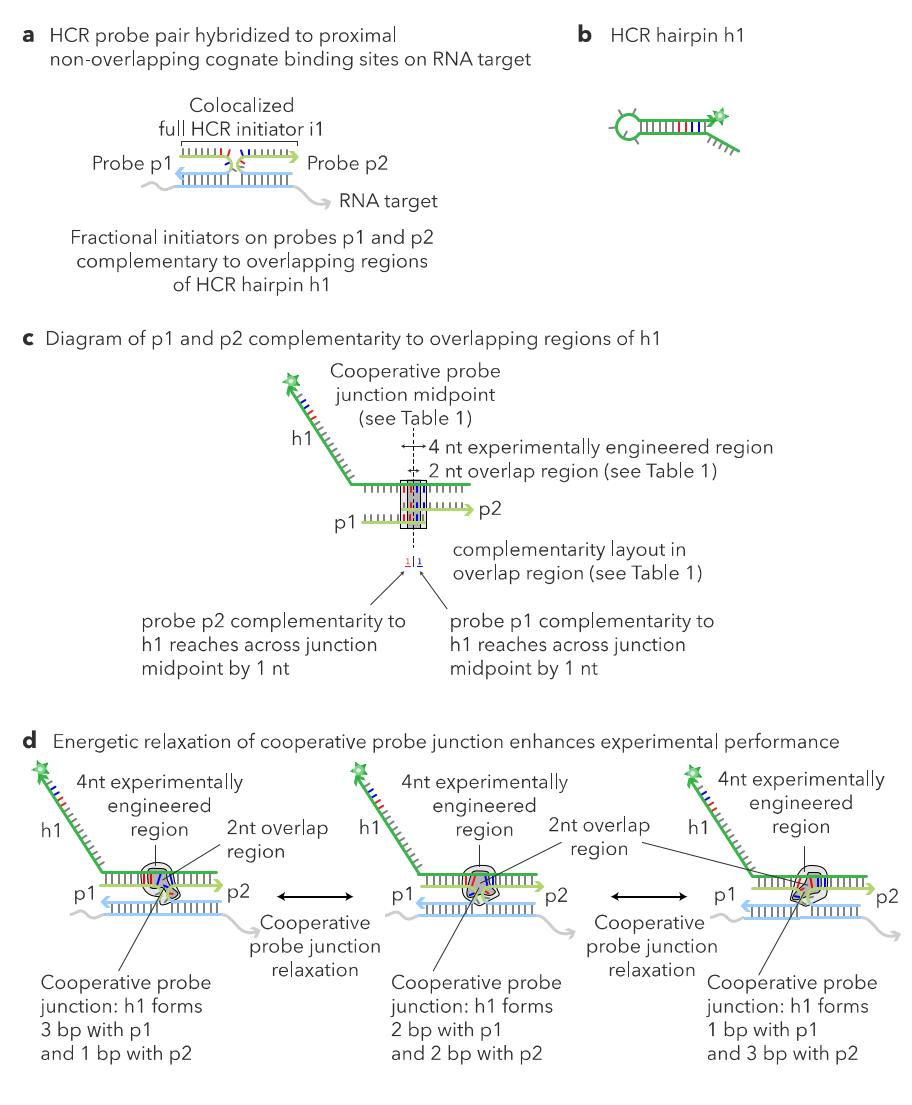 a HCR probe pair hybridized to proximal
non-overlapping cognate binding sites on RNA target
b HCR hairpin h1
Colocalized
full HCR initiator i1
Probe p1
Probe p2
RNA target
Fractional initiators on probes p1 and p2
complementary to overlapping regions
of HCR hairpin h1
c Diagram of p1 and p2 complementarity to overlapping regions of h1
Cooperative probe
junction midpoint
(see Table 1)
h1
4 nt experimentally engineered region
2 nt overlap region (see Table 1)
p2
p1
complementarity layout in
overlap region (see Table 1)
1|1
probe p2 complementarity to
h1 reaches across junction
midpoint by 1 nt
probe p1 complementarity to
h1 reaches across junction
midpoint by 1 nt
d Energetic relaxation of cooperative probe junction enhances experimental performance
4nt experimentally
engineered
region
h1
2nt overlap
region
p1
p2
Cooperative
probe junction
relaxation
Cooperative probe
junction: h1 forms
3 bp with p1
and 1 bp with p2
4nt experimentally
engineered
region
h1
2nt overlap
region
p1
p2
Cooperative
probe junction
relaxation
Cooperative probe
junction: h1 forms
2 bp with p1
and 2 bp with p2
4nt experimentally
engineered
region
h1
p1
p2
Cooperative probe
junction: h1 forms
1 bp with p1
and 3 bp with p2